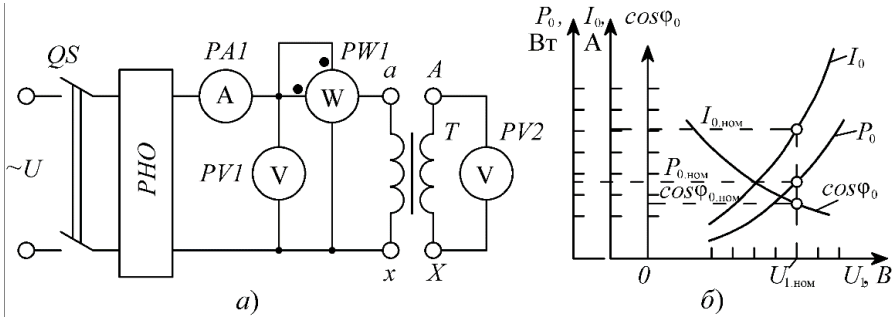 QS
~U
РНО
PA1
A
PV1
V
PW1
W
a
x
A
X
T
PV2
V
а)
P₀, I₀, cosφ₀
Вт А
I₀
I₀.ном
P₀
P₀.ном
cosφ₀.ном
cosφ₀
0
U₁.ном
U₁, В
б)